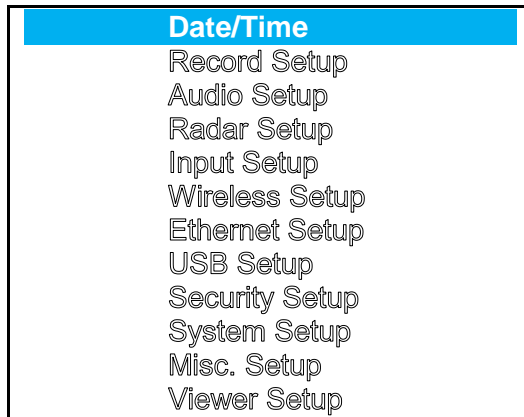 Date/Time
Record Setup
Audio Setup
Radar Setup
Input Setup
Wireless Setup
Ethernet Setup
USB Setup
Security Setup
System Setup
Misc. Setup
Viewer Setup